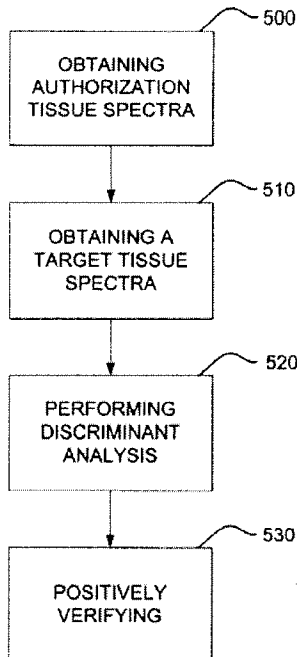 500
OBTAINING
AUTHORIZATION
TISSUE SPECTRA
510
OBTAINING A
TARGET TISSUE
SPECTRA
520
PERFORMING
DISCRIMINANT
ANALYSIS
530
POSITIVELY
VERIFYING